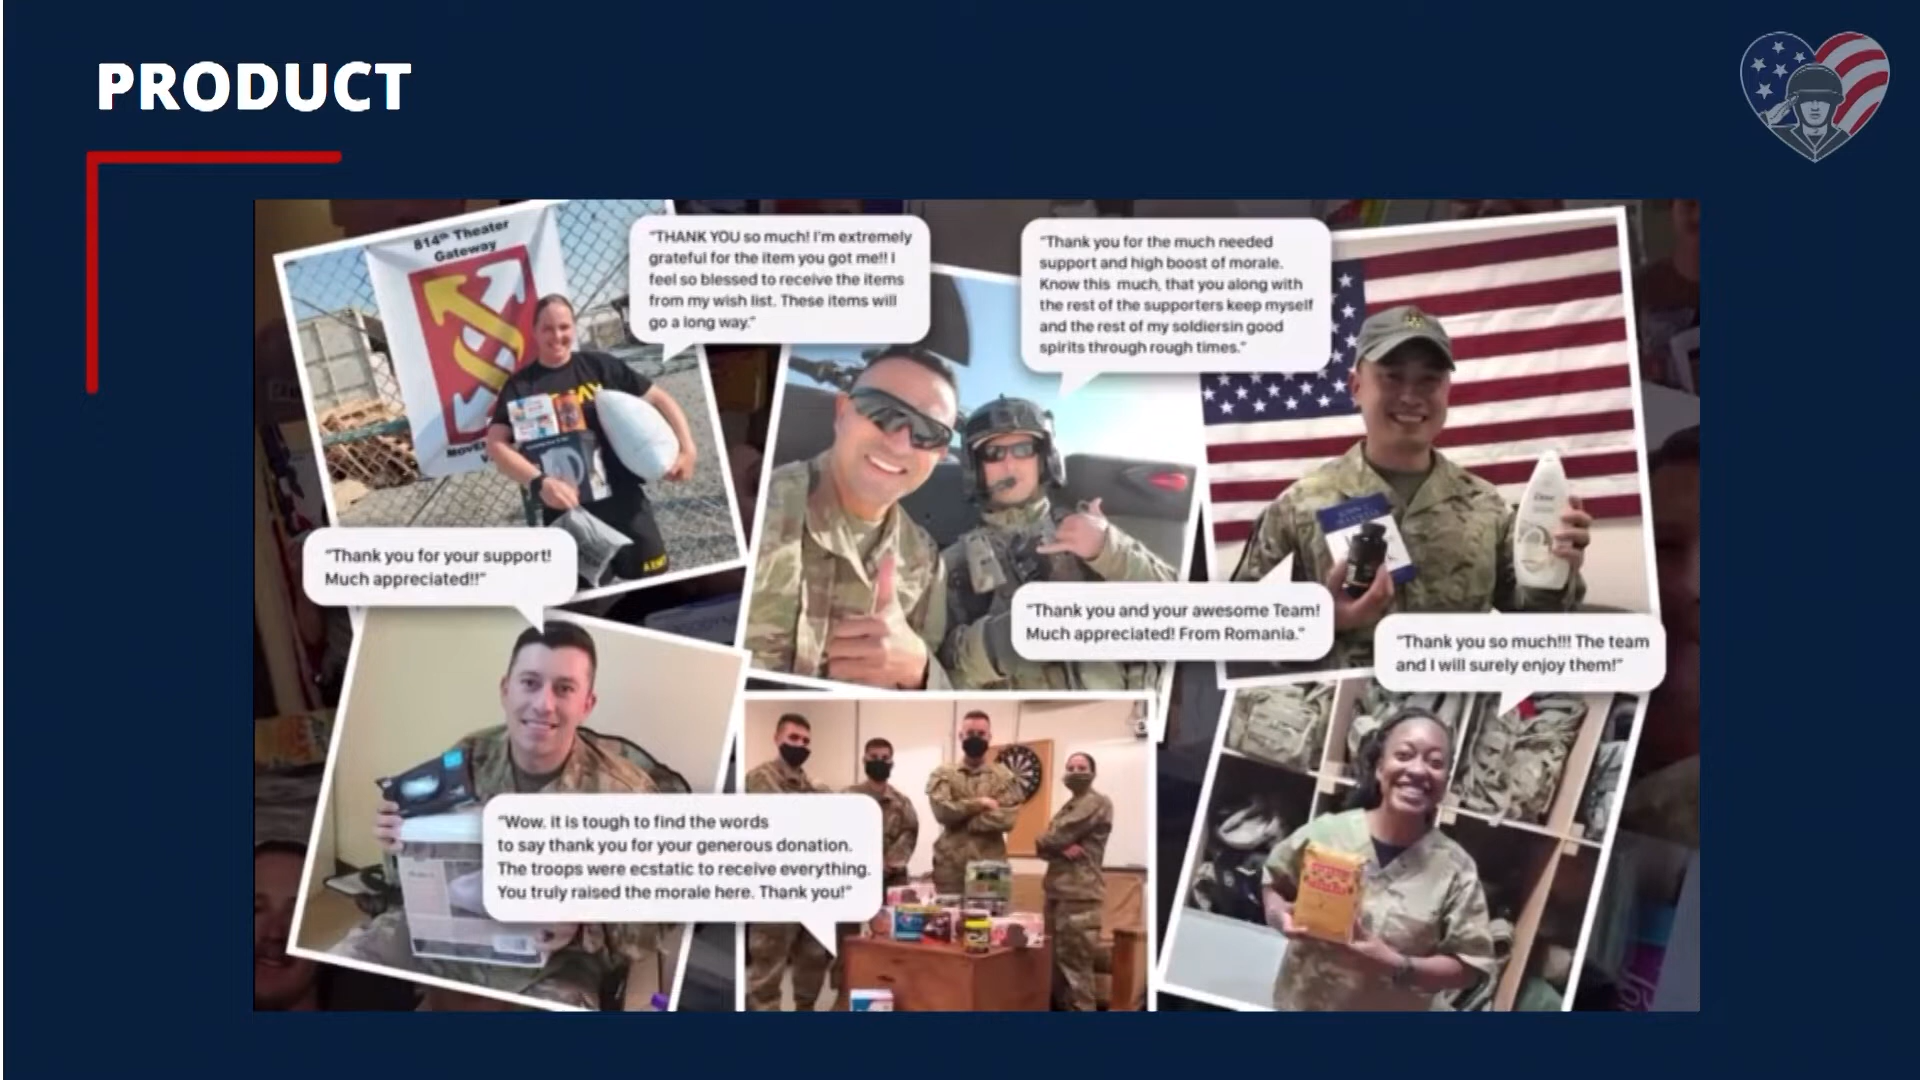 PRODUCT
814th Theater
Gateway
"THANK YOU so much! I'm extremely
grateful for the item you got me!! I
feel so blessed to receive the items
from my wish list. These items will
go a long way."
"Thank you for the much needed
support and high boost of morale.
Know this much, that you along with
the rest of the supporters keep myself
and the rest of my soldiersin good
spirits through rough times."
"Thank you for your support!
Much appreciated!!"
"Thank you and your awesome Team!
Much appreciated! From Romania."
"Thank you so much!!! The team
and I will surely enjoy them!"
"Wow. it is tough to find the words
to say thank you for your generous donation.
The troops were ecstatic to receive everything.
You truly raised the morale here. Thank you!"
Dove
ARMY